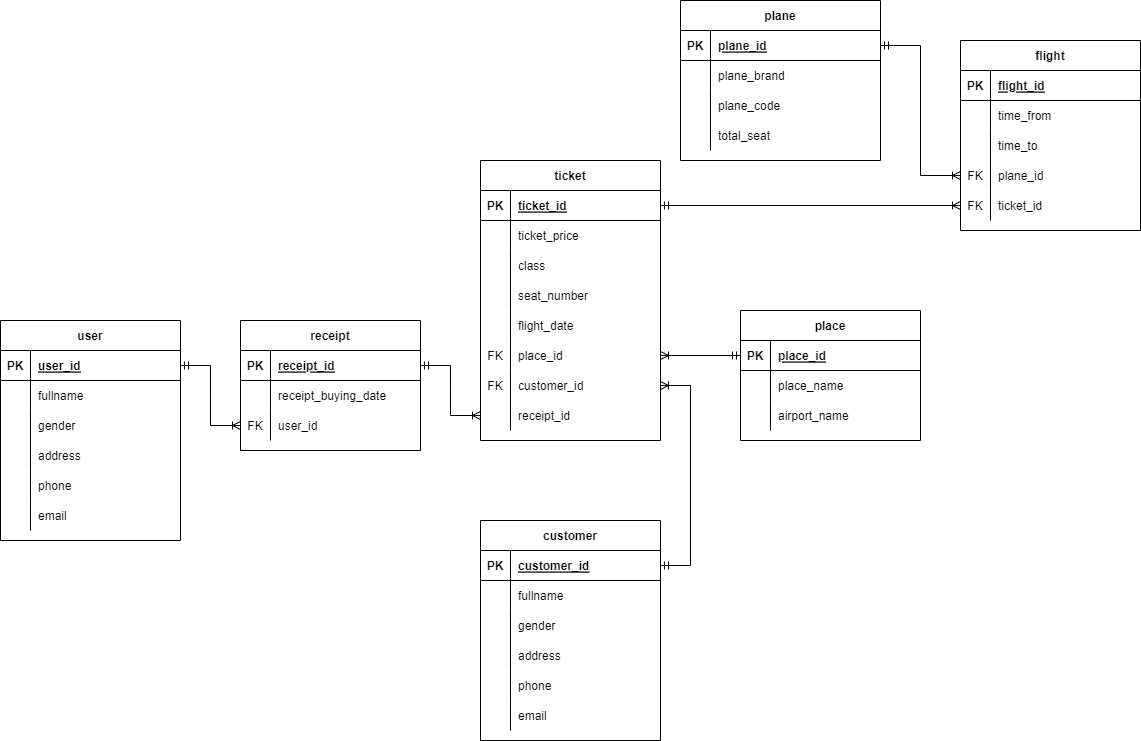 plane
PK plane_id
plane_brand
plane_code
total_seat
flight
PK flight_id
time_from
time_to
FK plane_id
FK ticket_id
ticket
PK ticket_id
ticket_price
class
seat_number
flight_date
FK place_id
FK customer_id
receipt_id
user
PK user_id
fullname
gender
address
phone
email
receipt
PK receipt_id
receipt_buying_date
FK user_id
place
PK place_id
place_name
airport_name
customer
PK customer_id
fullname
gender
address
phone
email